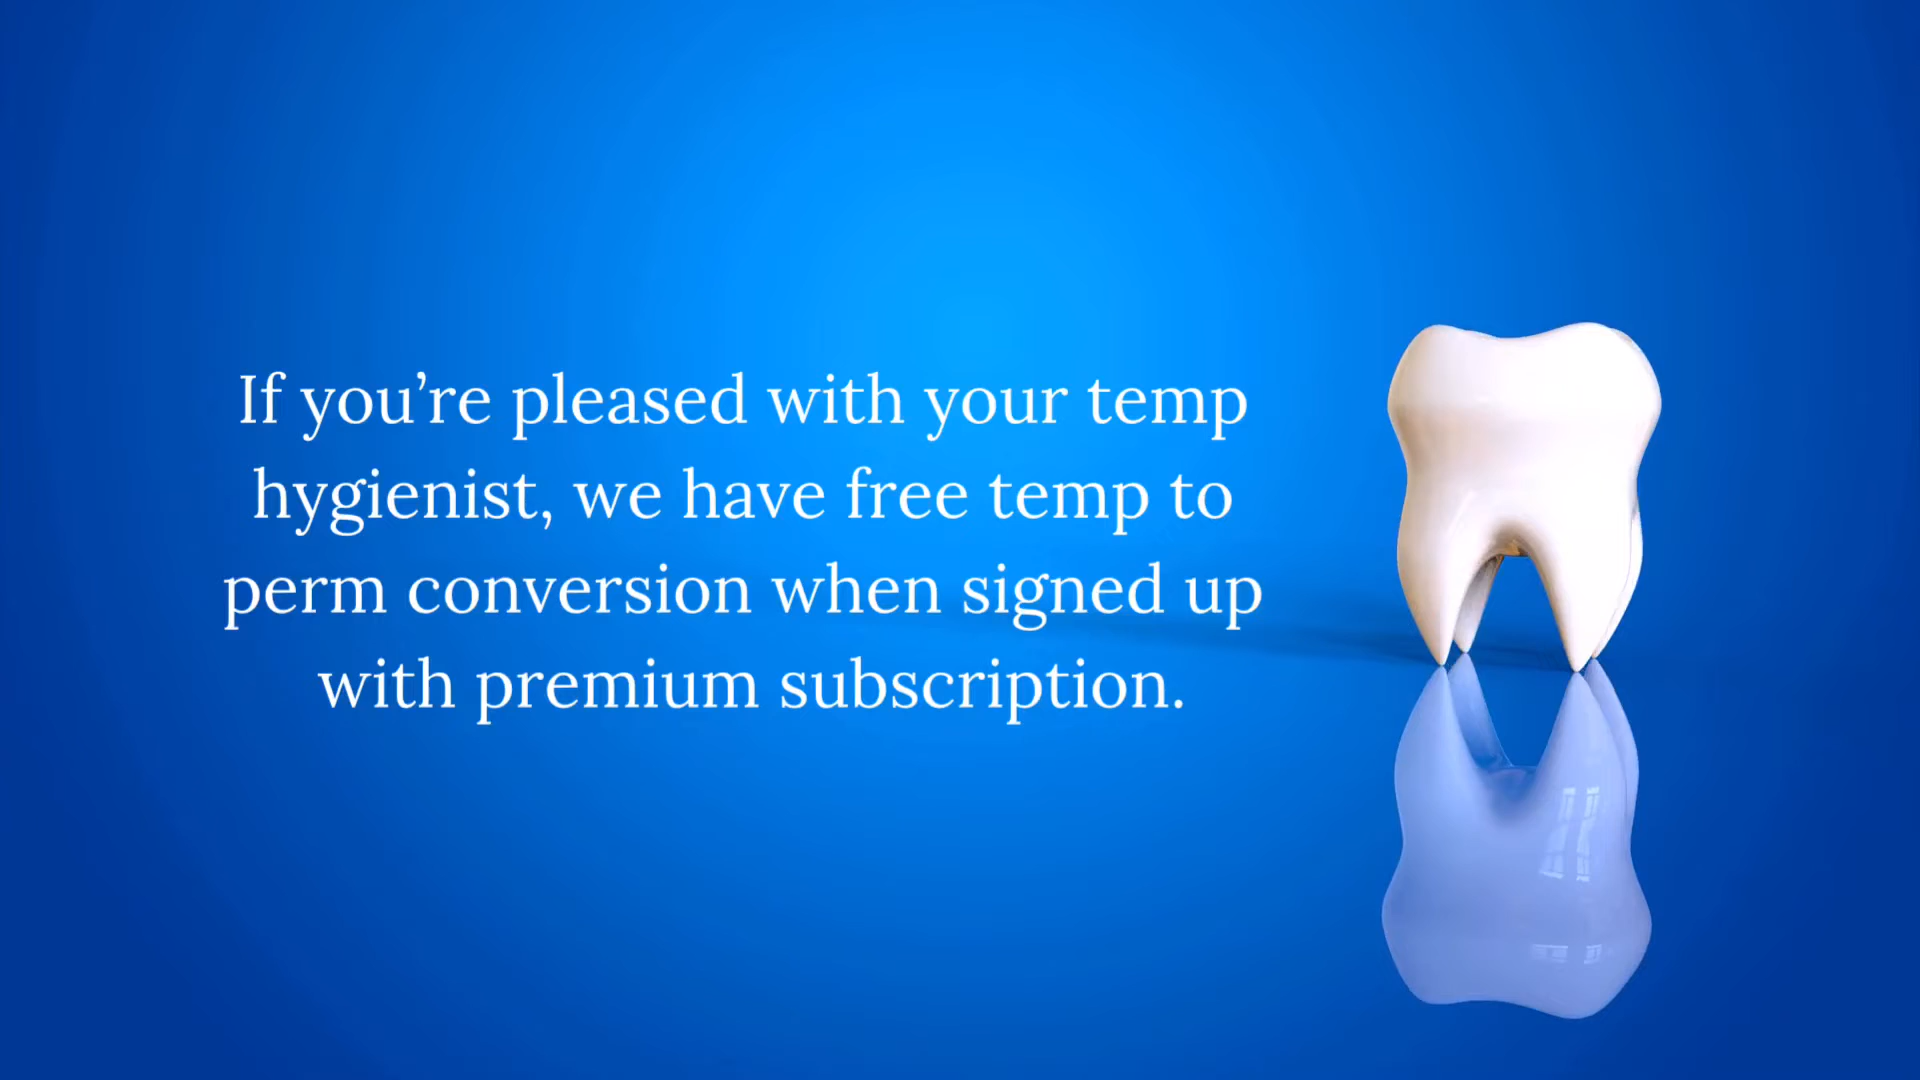 If you’re pleased with your temp
hygienist, we have free temp to
perm conversion when signed up
with premium subscription.